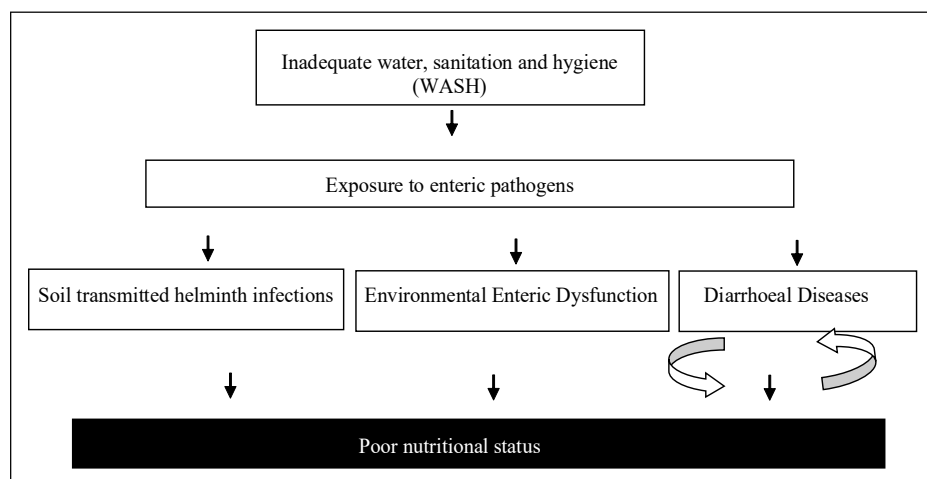 Inadequate water, sanitation and hygiene
(WASH)
Exposure to enteric pathogens
Soil transmitted helminth infections
Environmental Enteric Dysfunction
Diarrhoeal Diseases
Poor nutritional status